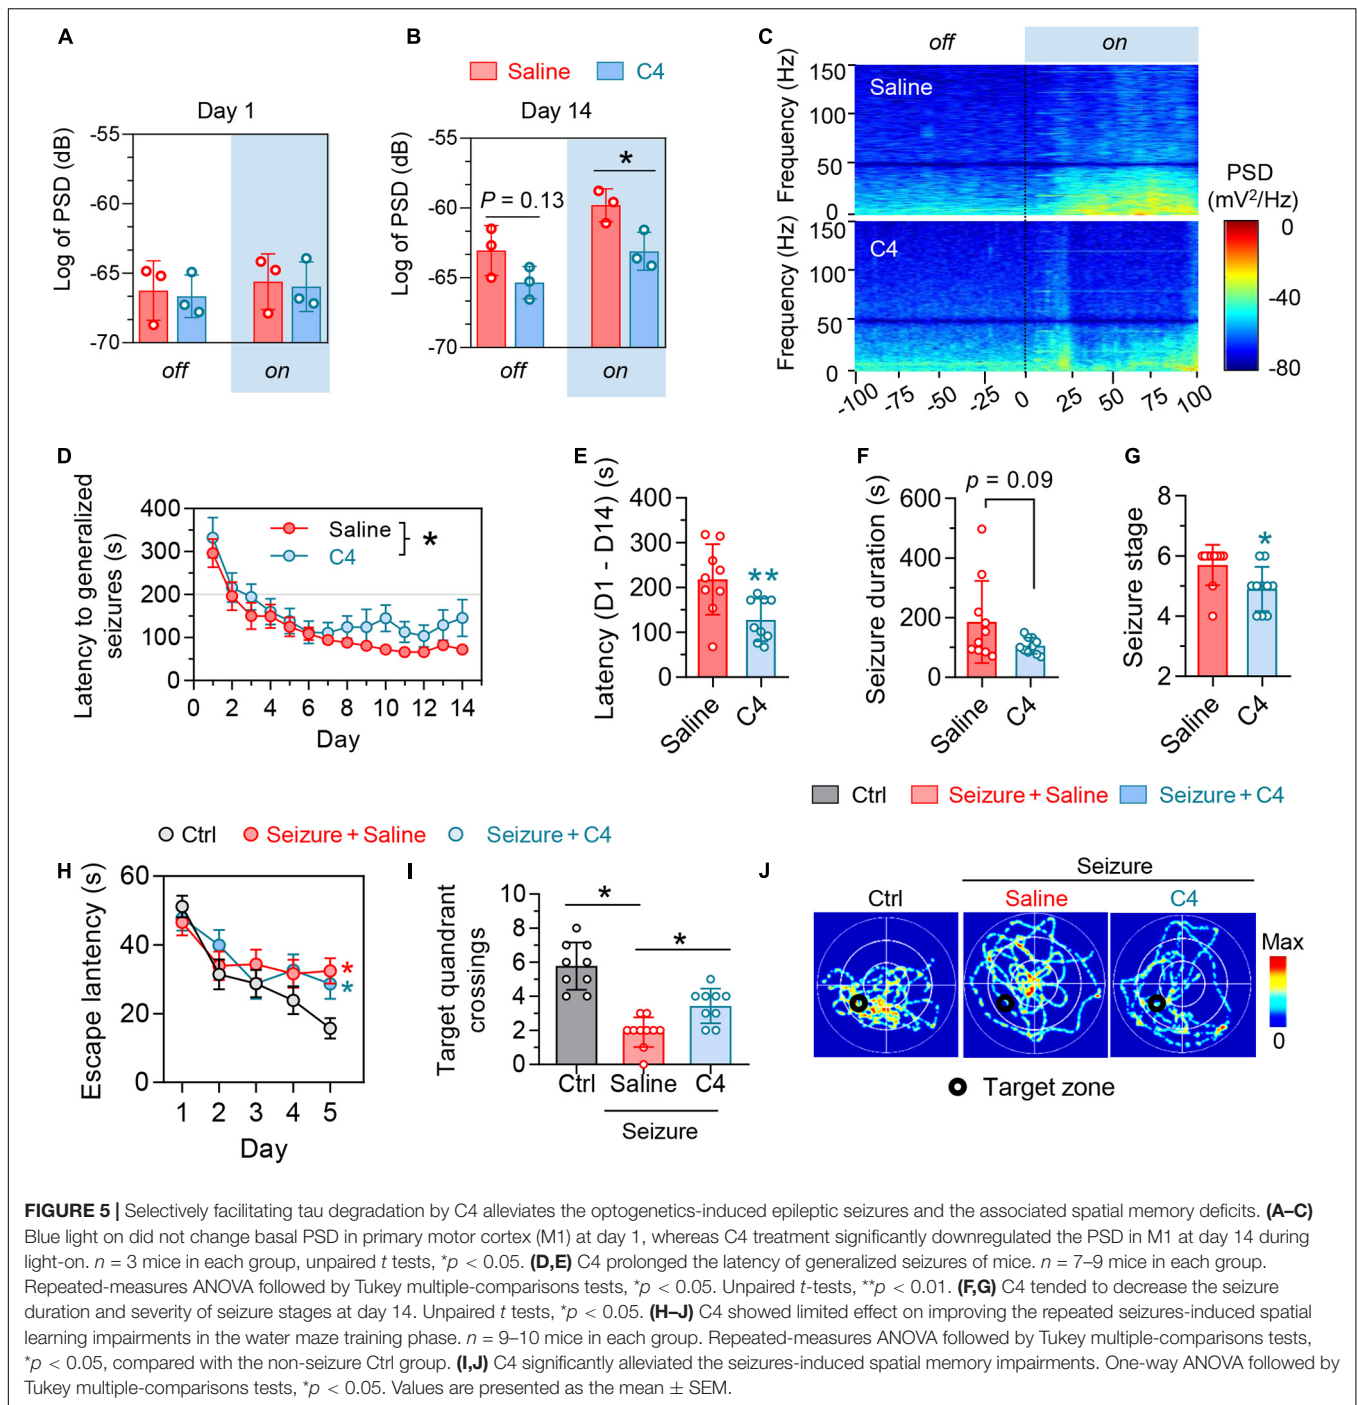 A
B
C
off
on
Saline
C4
Day 1
Day 14
Log of PSD (dB)
-55
-60
-65
-70
off
on
Log of PSD (dB)
-55
-60
-65
-70
P = 0.13
*
off
on
Frequency (Hz)
150
100
50
0
Saline
Frequency (Hz)
150
100
50
0
C4
-100
-75
-50
-25
0
25
50
75
100
PSD
(mV2/Hz)
0
-40
-80
D
E
F
G
Latency to generalized
seizures (s)
400
300
200
100
0
Saline
C4
*
0
2
4
6
8
10
12
14
Day
Latency (D1 - D14) (s)
400
300
200
100
0
**
Saline
C4
Seizure duration (s)
600
400
200
0
p = 0.09
Saline
C4
Seizure stage
8
6
4
2
*
Saline
C4
Ctrl
Seizure+Saline
Seizure+C4
Ctrl
Seizure+Saline
Seizure+C4
H
I
J
Escape lantency (s)
60
40
20
0
*
*
1
2
3
4
5
Day
Target quandrant
crossings
10
8
6
4
2
0
*
*
Ctrl
Saline
C4
Seizure
Seizure
Ctrl
Saline
C4
Max
0
Target zone
FIGURE 5 | Selectively facilitating tau degradation by C4 alleviates the optogenetics-induced epileptic seizures and the associated spatial memory deficits. (A–C)
Blue light on did not change basal PSD in primary motor cortex (M1) at day 1, whereas C4 treatment significantly downregulated the PSD in M1 at day 14 during
light-on. n = 3 mice in each group, unpaired t tests, *p < 0.05. (D,E) C4 prolonged the latency of generalized seizures of mice. n = 7–9 mice in each group.
Repeated-measures ANOVA followed by Tukey multiple-comparisons tests, *p < 0.05. Unpaired t-tests, **p < 0.01. (F,G) C4 tended to decrease the seizure
duration and severity of seizure stages at day 14. Unpaired t tests, *p < 0.05. (H–J) C4 showed limited effect on improving the repeated seizures-induced spatial
learning impairments in the water maze training phase. n = 9–10 mice in each group. Repeated-measures ANOVA followed by Tukey multiple-comparisons tests,
*p < 0.05, compared with the non-seizure Ctrl group. (I,J) C4 significantly alleviated the seizures-induced spatial memory impairments. One-way ANOVA followed by
Tukey multiple-comparisons tests, *p < 0.05. Values are presented as the mean ± SEM.